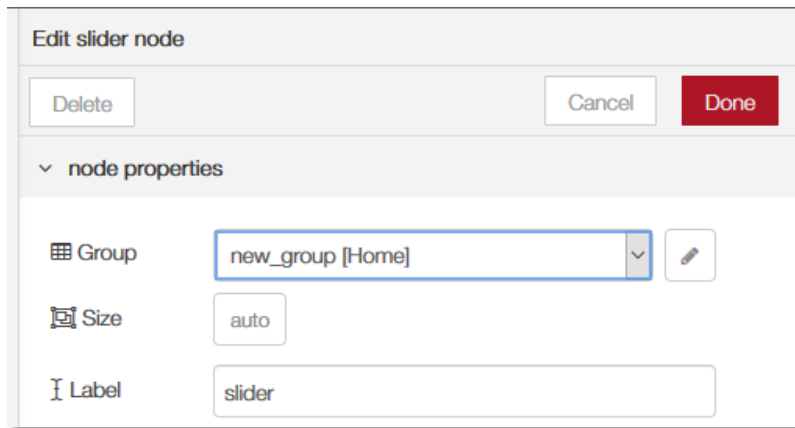 Edit slider node
Delete Cancel Done
node properties
Group new_group [Home]
Size auto
Label slider